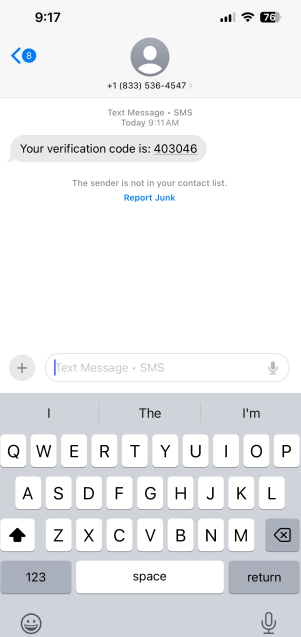 9:17
76
8
+1 (833) 536-4547
Text Message • SMS
Today 9:11 AM
Your verification code is: 403046
The sender is not in your contact list.
Report Junk
Text Message • SMS
I The I'm
Q W E R T Y U I O P
A S D F G H J K L
Z X C V B N M
123 space return